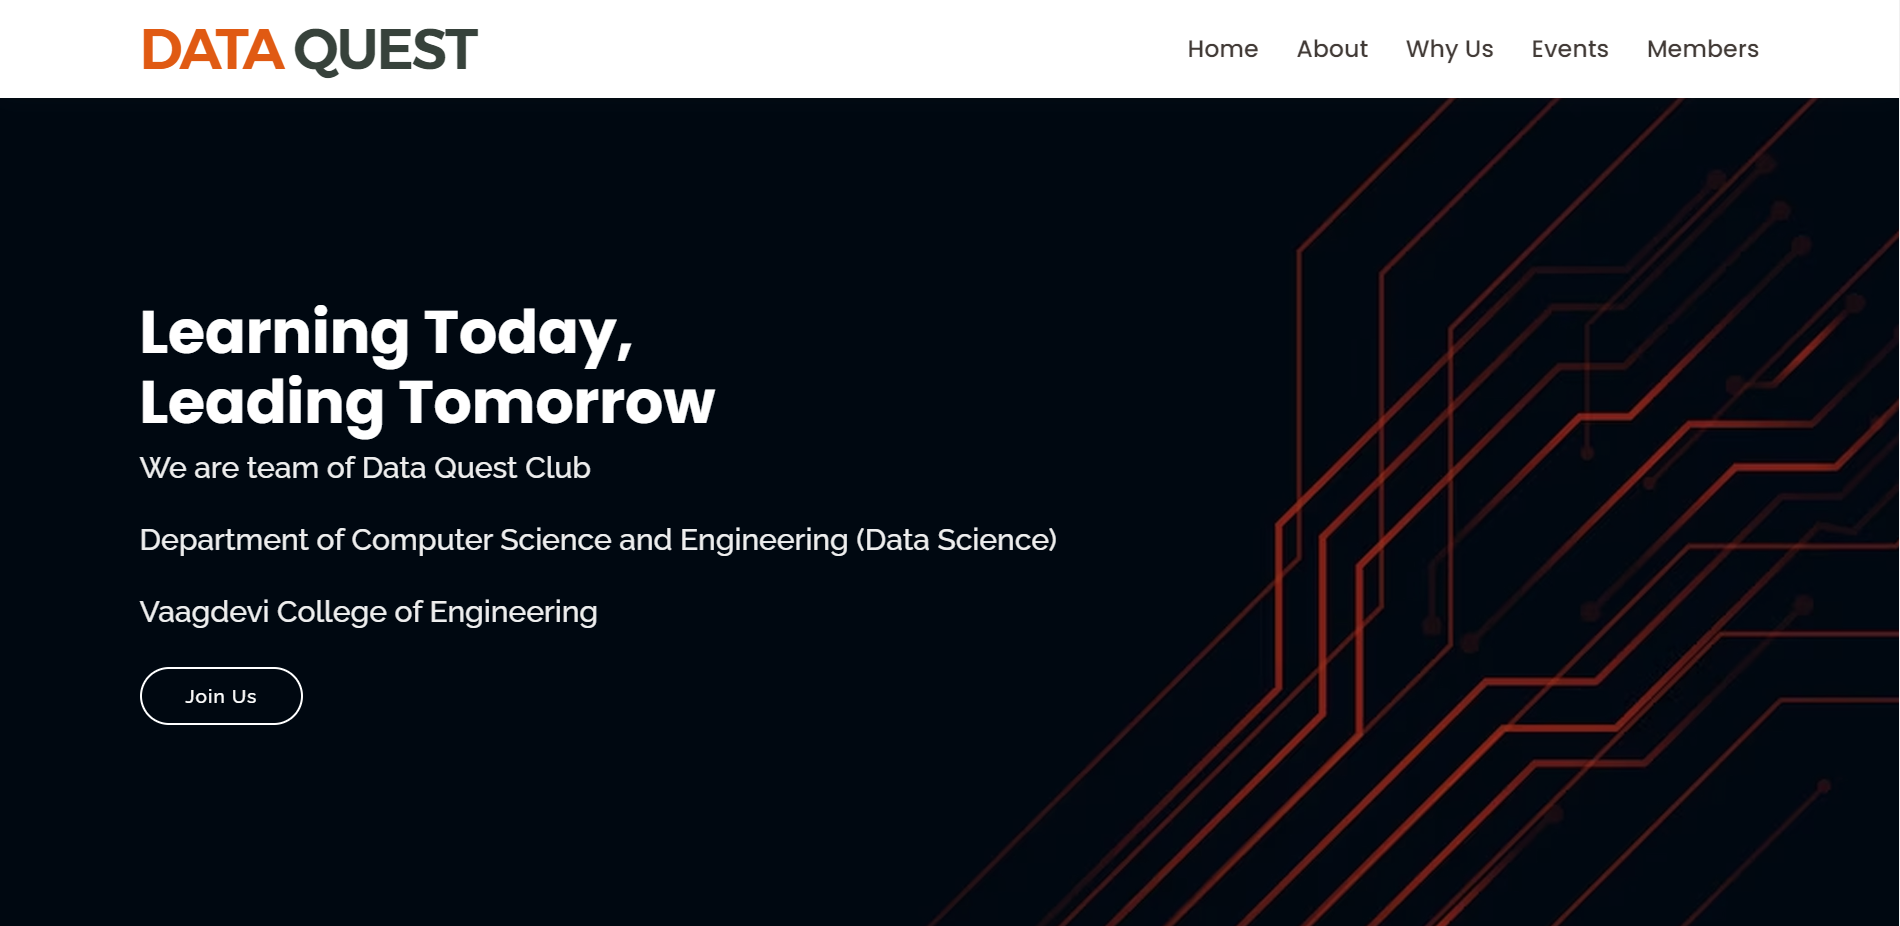 DATA QUEST
Home About Why Us Events Members
Learning Today,
Leading Tomorrow
We are team of Data Quest Club
Department of Computer Science and Engineering (Data Science)
Vaagdevi College of Engineering
Join Us